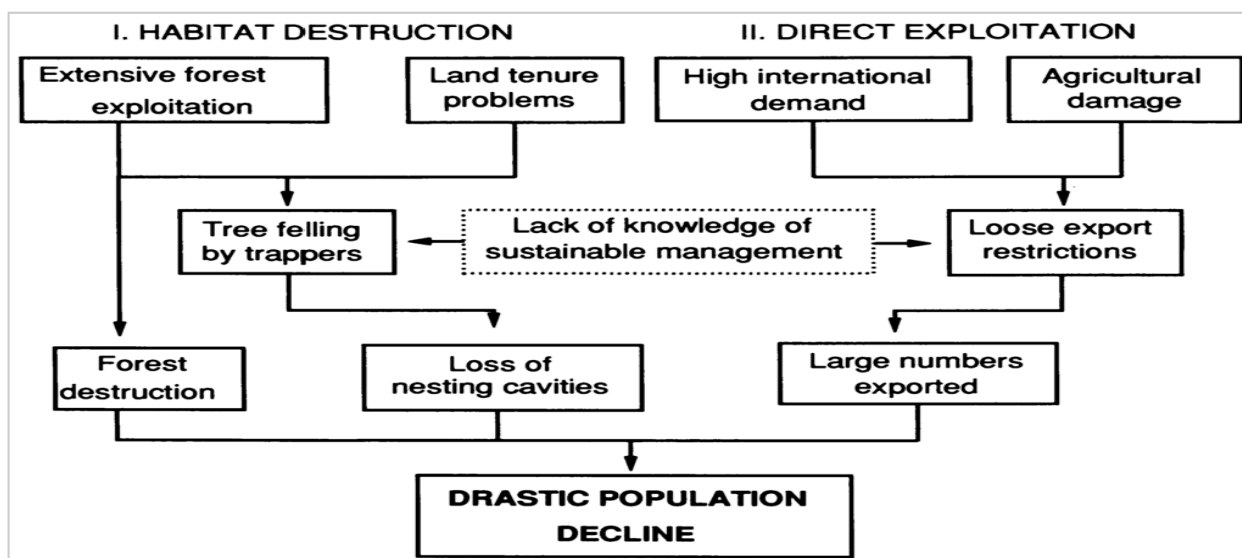 I. HABITAT DESTRUCTION
II. DIRECT EXPLOITATION
Extensive forest
exploitation
Land tenure
problems
High international
demand
Agricultural
damage
Tree felling
by trappers
Lack of knowledge of
sustainable management
Loose export
restrictions
Forest
destruction
Loss of
nesting cavities
Large numbers
exported
DRASTIC POPULATION
DECLINE